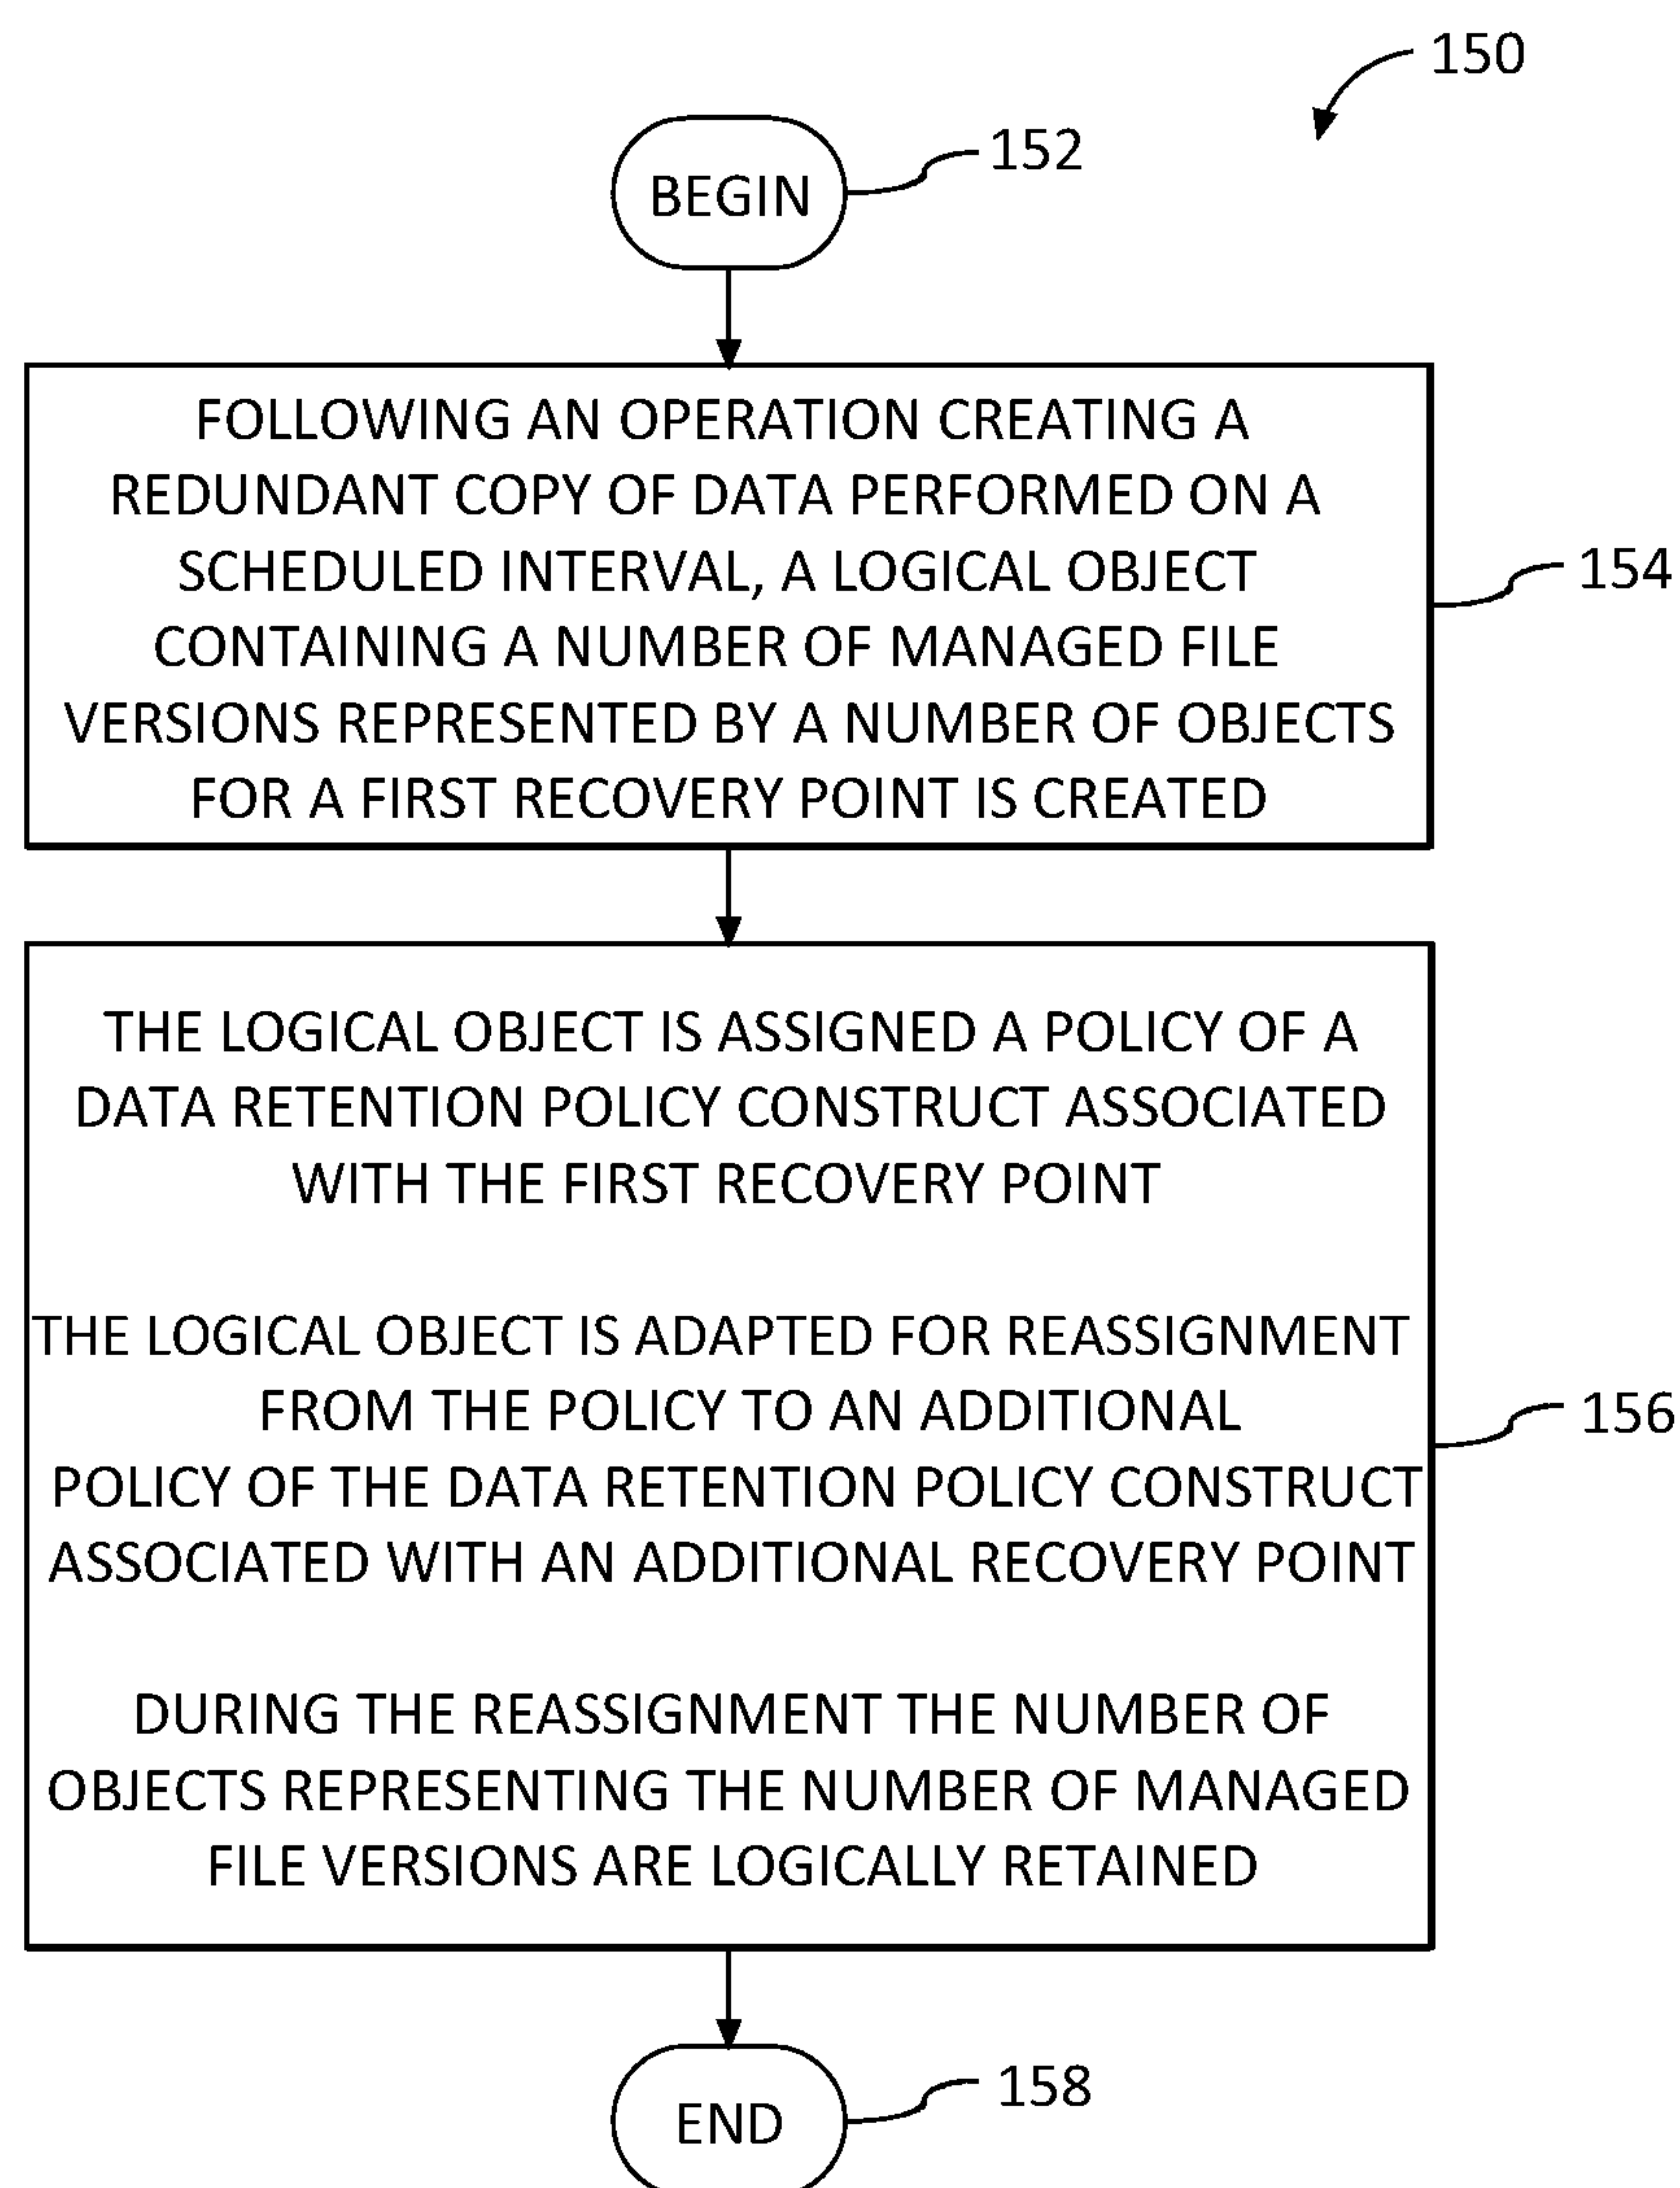 150
BEGIN
152
FOLLOWING AN OPERATION CREATING A
REDUNDANT COPY OF DATA PERFORMED ON A
SCHEDULED INTERVAL, A LOGICAL OBJECT
CONTAINING A NUMBER OF MANAGED FILE
VERSIONS REPRESENTED BY A NUMBER OF OBJECTS
FOR A FIRST RECOVERY POINT IS CREATED
154
THE LOGICAL OBJECT IS ASSIGNED A POLICY OF A
DATA RETENTION POLICY CONSTRUCT ASSOCIATED
WITH THE FIRST RECOVERY POINT
THE LOGICAL OBJECT IS ADAPTED FOR REASSIGNMENT
FROM THE POLICY TO AN ADDITIONAL
POLICY OF THE DATA RETENTION POLICY CONSTRUCT
ASSOCIATED WITH AN ADDITIONAL RECOVERY POINT
DURING THE REASSIGNMENT THE NUMBER OF
OBJECTS REPRESENTING THE NUMBER OF MANAGED
FILE VERSIONS ARE LOGICALLY RETAINED
156
END
158